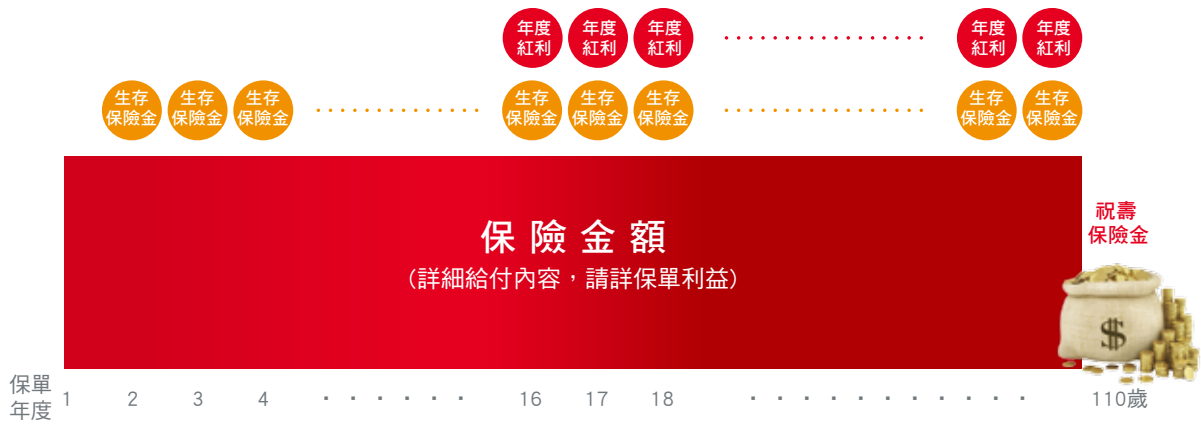 年度 年度 年度 年度 年度
紅利 紅利 紅利 紅利 紅利
生存 生存 生存 生存 生存 生存 生存 生存
保險金 保險金 保險金 保險金 保險金 保險金 保險金 保險金
祝壽
保險金
保險金額
(詳細給付內容，請詳保單利益)
$
保單
年度
1 2 3 4 16 17 18 110歲